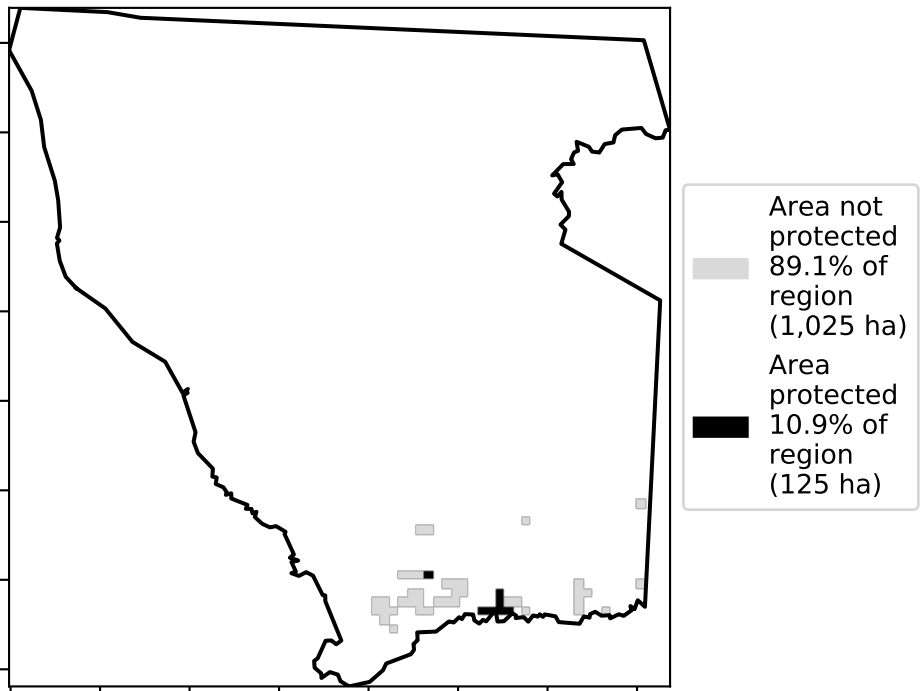 Area not
protected
89.1% of
region
(1,025 ha)
Area
protected
10.9% of
region
(125 ha)